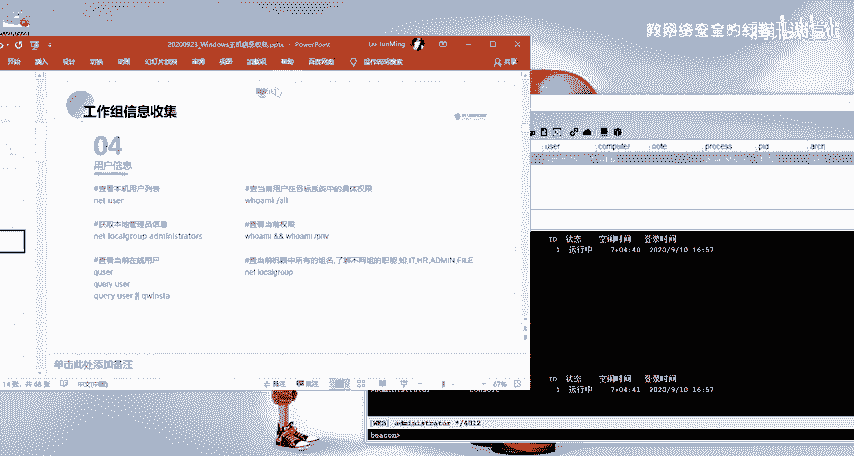 20200923_Windows主机信息收集.pptx - PowerPoint
Liu JunMing
开始 插入 设计 切换 动画 幻灯片放映 审阅 视图 加载项 帮助 百度网盘 操作说明搜索 共享
工作组信息收集
04
用户信息
#查看本机用户列表
net user
#获取本地管理员信息
net localgroup administrators
#查看当前在线用户
quser
query user
query user || qwinsta
#查当前用户在目标系统中的具体权限
whoami /all
#查看当前权限
whoami && whoami /priv
#查当前机器中所有的组名,了解不同组的职能,如,IT,HR,ADMIN,FILE
net localgroup
单击此处添加备注
中文(中国)
67%
user computer note process pid arch
ID 状态 空闲时间 登录时间
1 运行中 7:04:40 2020/9/10 16:57
ID 状态 空闲时间 登录时间
1 运行中 7:04:41 2020/9/10 16:57
administrator */4812
beacon>